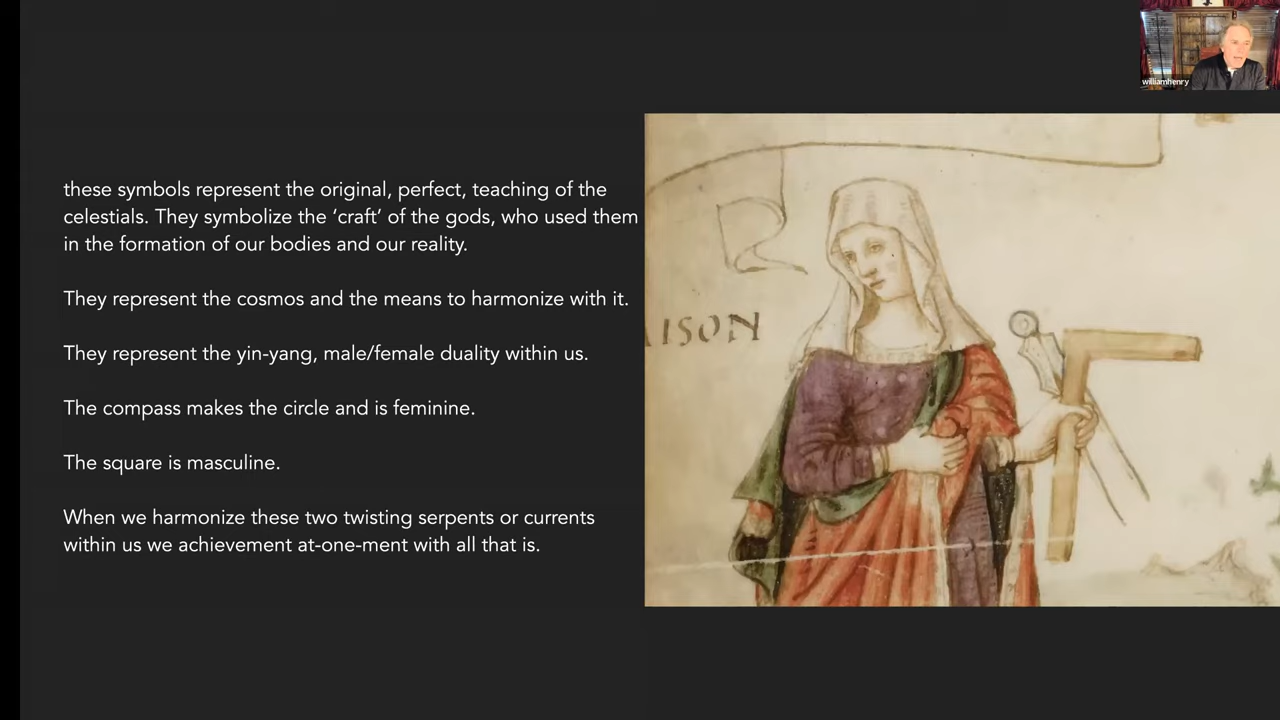 williamhenry
these symbols represent the original, perfect, teaching of the
celestials. They symbolize the ‘craft’ of the gods, who used them
in the formation of our bodies and our reality.
They represent the cosmos and the means to harmonize with it.
They represent the yin-yang, male/female duality within us.
The compass makes the circle and is feminine.
The square is masculine.
When we harmonize these two twisting serpents or currents
within us we achievement at-one-ment with all that is.
AISON